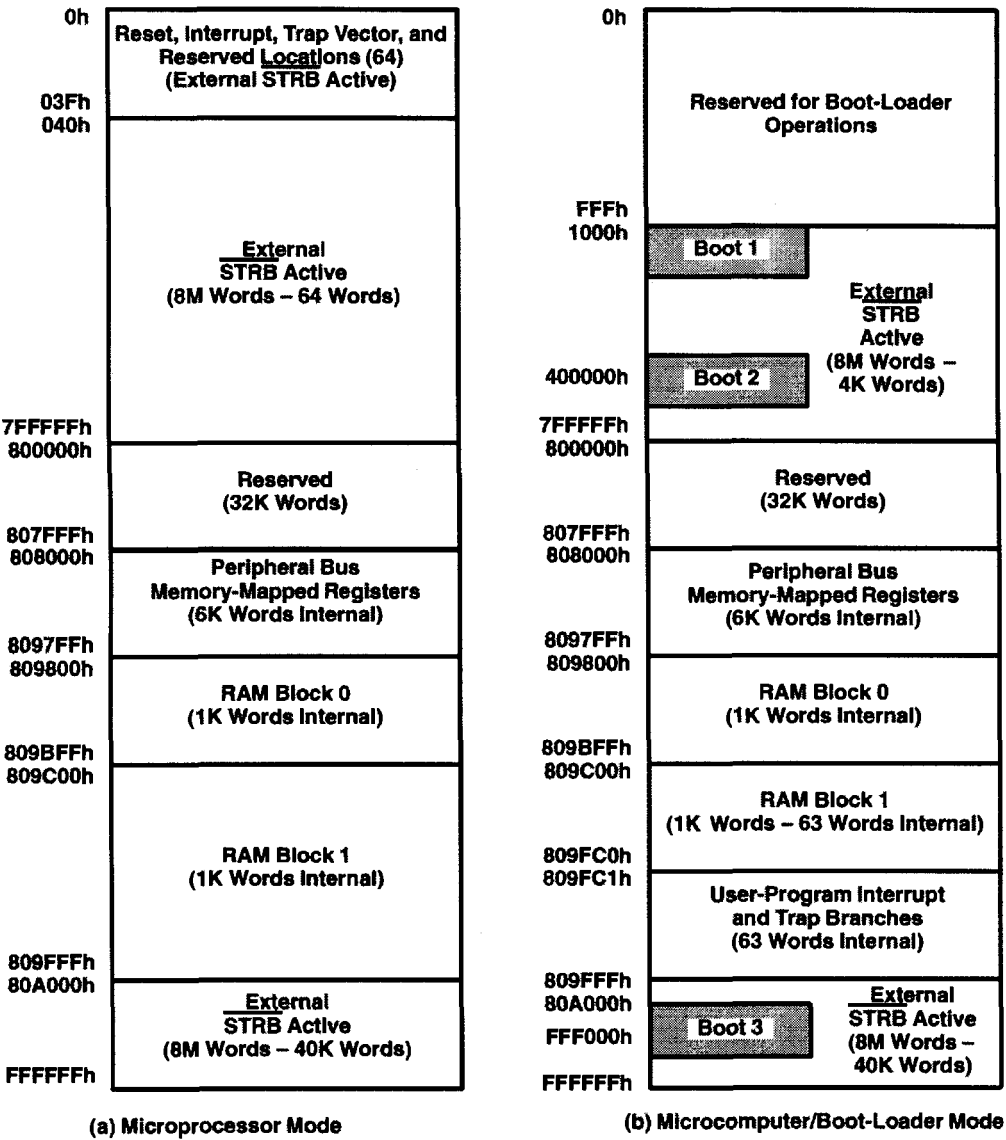 0h
Reset, Interrupt, Trap Vector, and
Reserved Locations (64)
(External STRB Active)
03Fh
040h
External
STRB Active
(8M Words – 64 Words)
7FFFFFh
800000h
Reserved
(32K Words)
807FFFh
808000h
Peripheral Bus
Memory-Mapped Registers
(6K Words Internal)
8097FFh
809800h
RAM Block 0
(1K Words Internal)
809BFFh
809C00h
RAM Block 1
(1K Words Internal)
809FFFh
80A000h
External
STRB Active
(8M Words – 40K Words)
FFFFFFh
(a) Microprocessor Mode
0h
Reserved for Boot-Loader
Operations
FFFh
1000h
Boot 1
External
STRB
Active
(8M Words –
4K Words)
400000h
Boot 2
7FFFFFh
800000h
Reserved
(32K Words)
807FFFh
808000h
Peripheral Bus
Memory-Mapped Registers
(6K Words Internal)
8097FFh
809800h
RAM Block 0
(1K Words Internal)
809BFFh
809C00h
RAM Block 1
(1K Words – 63 Words Internal)
809FC0h
809FC1h
User-Program Interrupt
and Trap Branches
(63 Words Internal)
809FFFh
80A000h
External
STRB Active
(8M Words –
40K Words)
FFF000h
Boot 3
FFFFFFh
(b) Microcomputer/Boot-Loader Mode